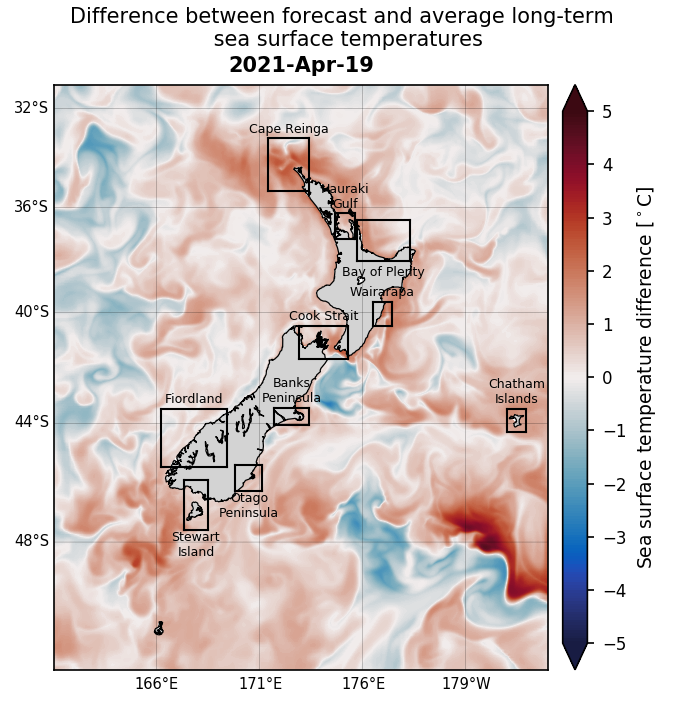 Difference between forecast and average long-term
sea surface temperatures
2021-Apr-19
32°S
36°S
40°S
44°S
48°S
Cape Reinga
Hauraki
Gulf
Bay of Plenty
Wairarapa
Cook Strait
Banks
Peninsula
Fiordland
Chatham
Islands
Otago
Peninsula
Stewart
Island
166°E
171°E
176°E
179°W
5
4
3
2
1
0
−1
−2
−3
−4
−5
Sea surface temperature difference [°C]